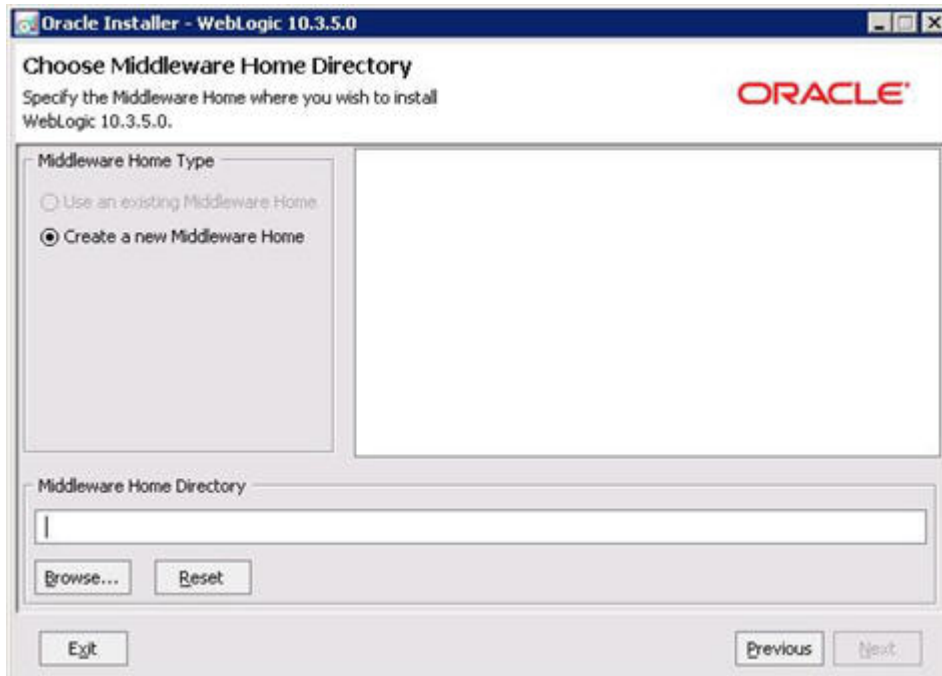 Oracle Installer - WebLogic 10.3.5.0
Choose Middleware Home Directory
Specify the Middleware Home where you wish to install
WebLogic 10.3.5.0.
ORACLE
Middleware Home Type
Use an existing Middleware Home
Create a new Middleware Home
Middleware Home Directory
Browse... Reset
Exit Previous Next